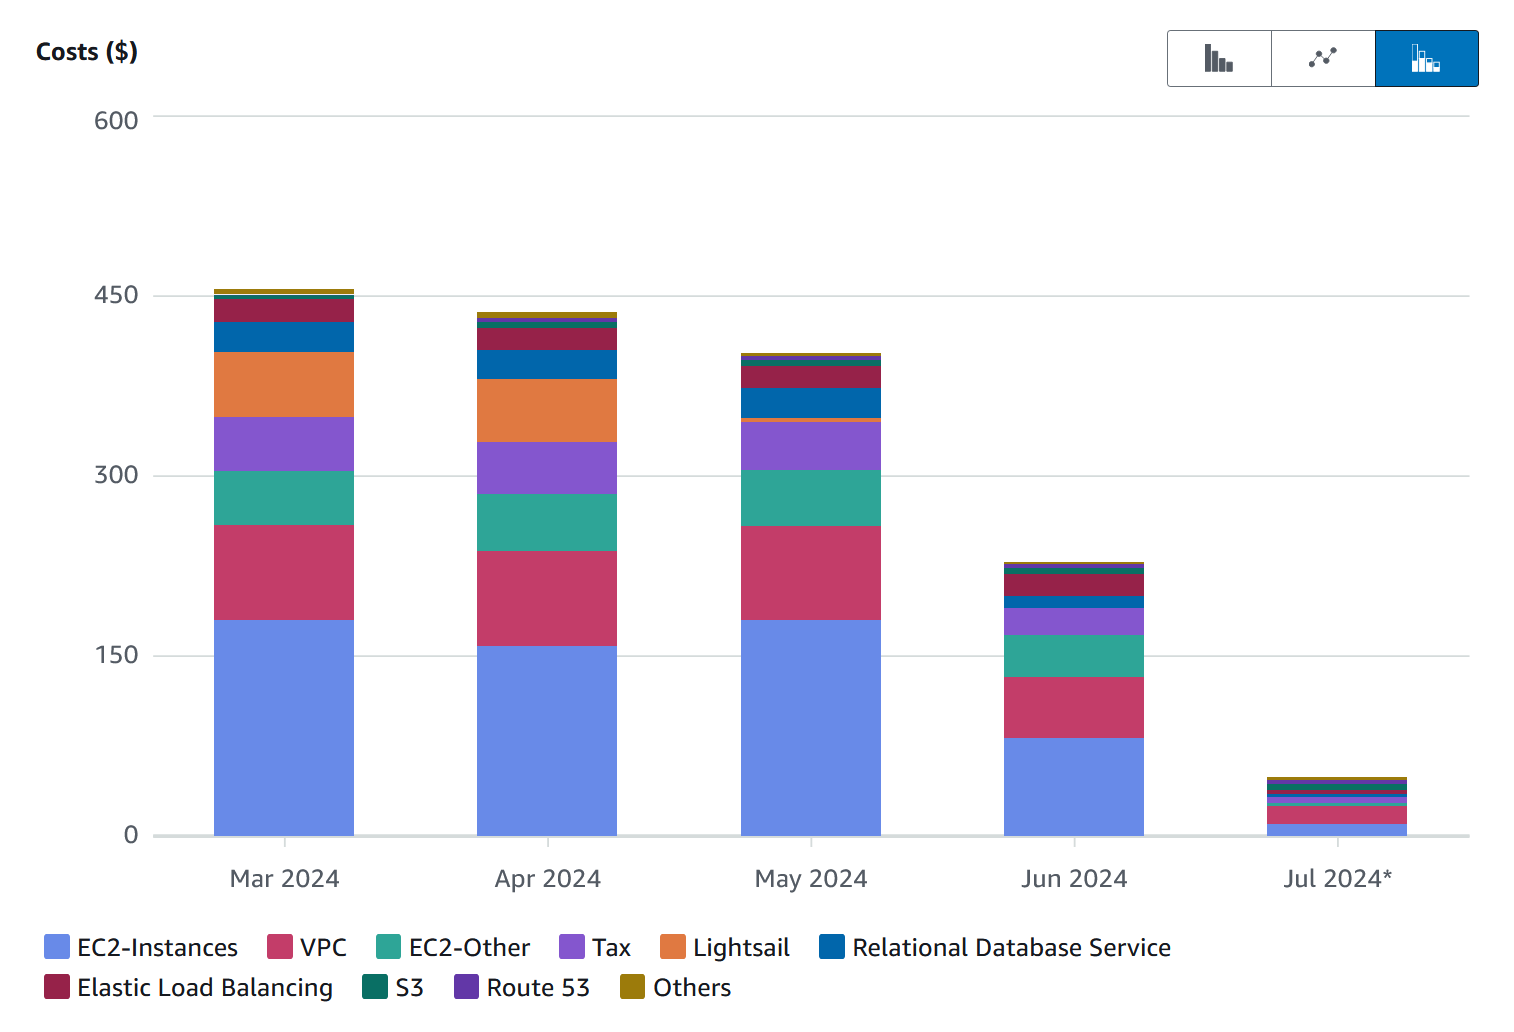 Costs ($)
600
450
300
150
0
Mar 2024 Apr 2024 May 2024 Jun 2024 Jul 2024*
EC2-Instances VPC EC2-Other Tax Lightsail Relational Database Service
Elastic Load Balancing S3 Route 53 Others